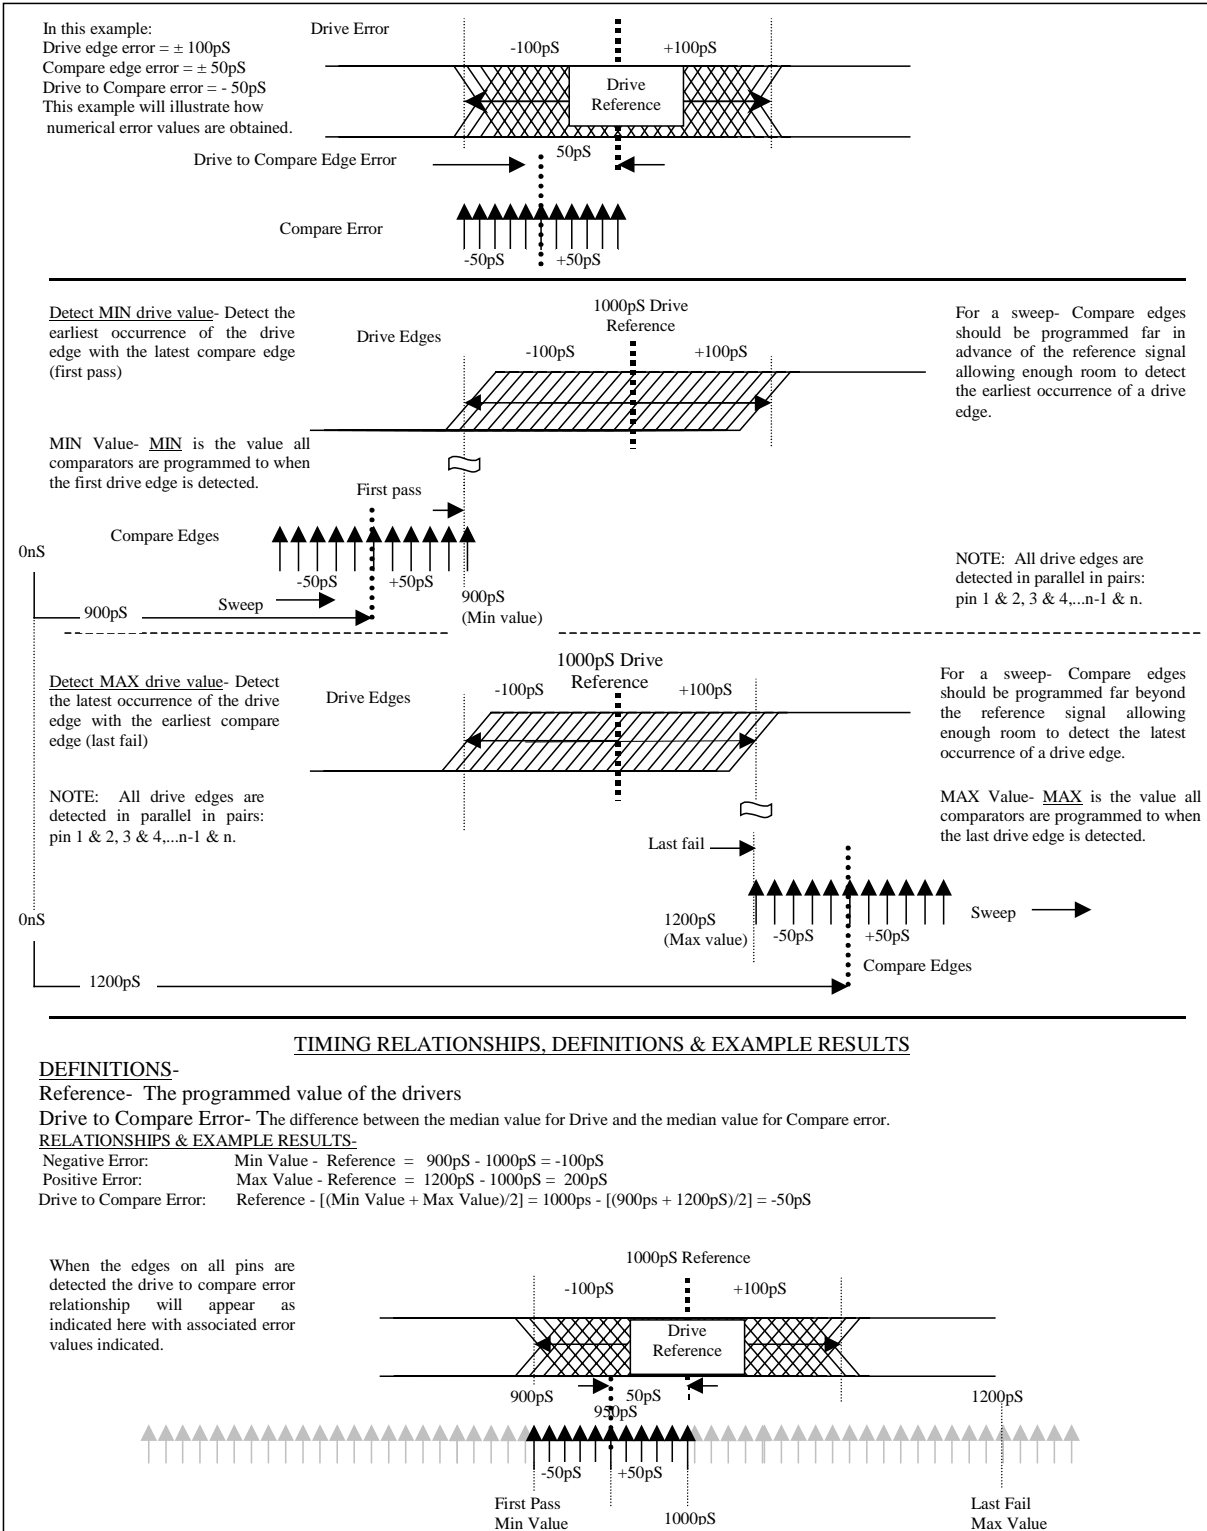 In this example:
Drive edge error = ± 100pS
Compare edge error = ± 50pS
Drive to Compare error = - 50pS
This example will illustrate how
numerical error values are obtained.
Drive Error
-100pS
+100pS
Drive
Reference
50pS
Drive to Compare Edge Error
Compare Error
-50pS
+50pS
Detect MIN drive value- Detect the
earliest occurrence of the drive
edge with the latest compare edge
(first pass)
MIN Value- MIN is the value all
comparators are programmed to when
the first drive edge is detected.
1000pS Drive
Reference
Drive Edges
-100pS
+100pS
For a sweep- Compare edges
should be programmed far in
advance of the reference signal
allowing enough room to detect
the earliest occurrence of a drive
edge.
First pass
Compare Edges
0nS
-50pS
+50pS
Sweep
900pS
900pS
(Min value)
NOTE: All drive edges are
detected in parallel in pairs:
pin 1 & 2, 3 & 4,...n-1 & n.
Detect MAX drive value- Detect
the latest occurrence of the drive
edge with the earliest compare
edge (last fail)
NOTE: All drive edges are
detected in parallel in pairs:
pin 1 & 2, 3 & 4,...n-1 & n.
1000pS Drive
Reference
Drive Edges
-100pS
+100pS
For a sweep- Compare edges
should be programmed far beyond
the reference signal allowing
enough room to detect the latest
occurrence of a drive edge.
MAX Value- MAX is the value all
comparators are programmed to when
the last drive edge is detected.
Last fail
0nS
1200pS
(Max value)
-50pS
+50pS
Sweep
Compare Edges
1200pS
TIMING RELATIONSHIPS, DEFINITIONS & EXAMPLE RESULTS
DEFINITIONS-
Reference- The programmed value of the drivers
Drive to Compare Error- The difference between the median value for Drive and the median value for Compare error.
RELATIONSHIPS & EXAMPLE RESULTS-
Negative Error: Min Value - Reference = 900pS - 1000pS = -100pS
Positive Error: Max Value - Reference = 1200pS - 1000pS = 200pS
Drive to Compare Error: Reference - [(Min Value + Max Value)/2] = 1000ps - [(900ps + 1200pS)/2] = -50pS
When the edges on all pins are
detected the drive to compare error
relationship will appear as
indicated here with associated error
values indicated.
1000pS Reference
-100pS
+100pS
Drive
Reference
900pS
50pS
1200pS
950pS
-50pS
+50pS
First Pass
Min Value
1000pS
Last Fail
Max Value